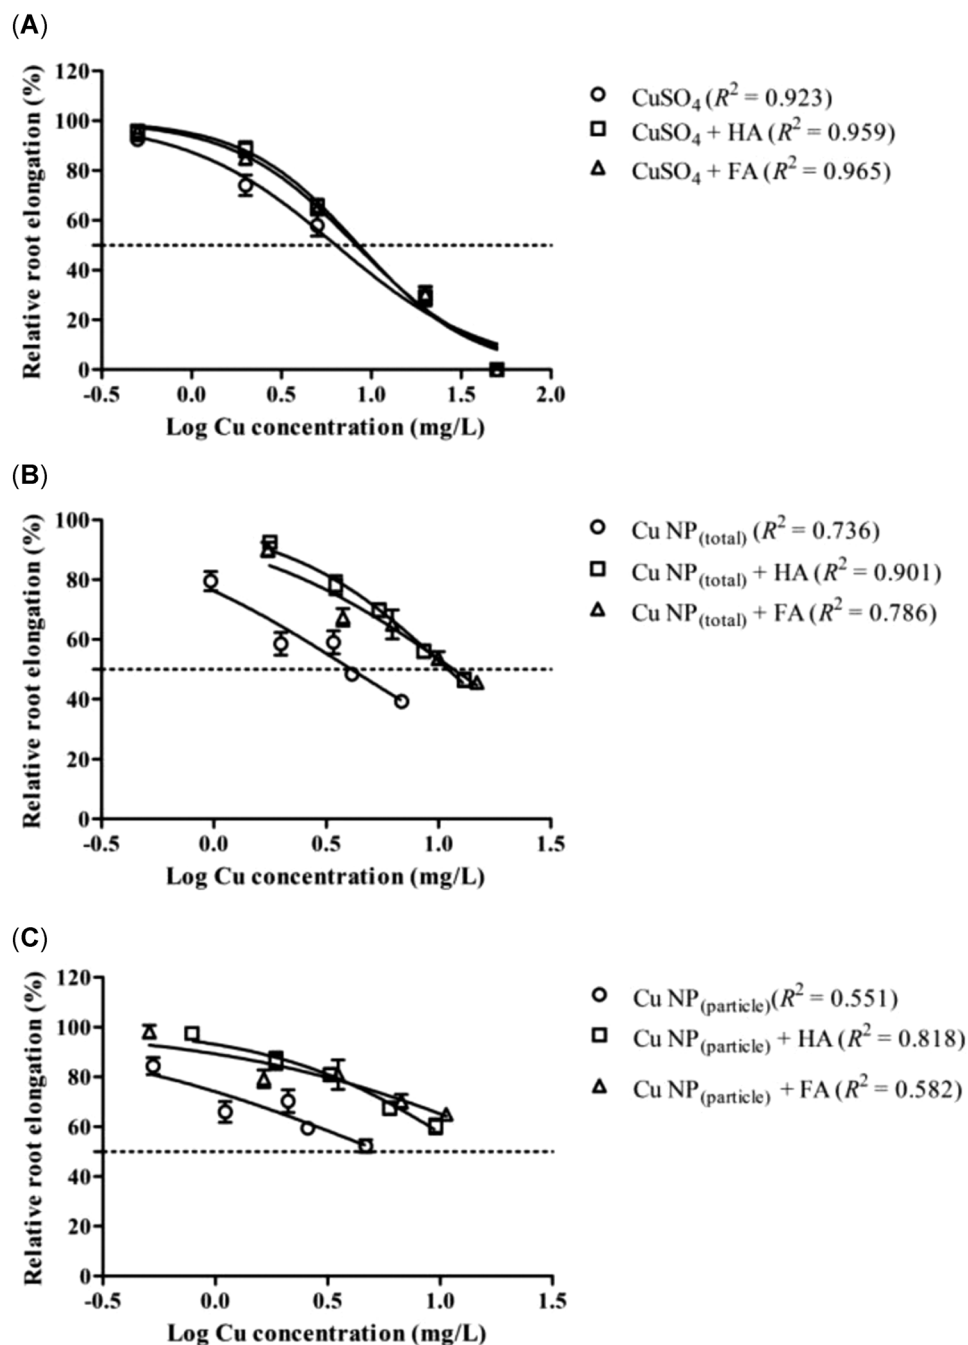 (A)
Relative root elongation (%)
120
100
80
60
40
20
0
-0.5 0.0 0.5 1.0 1.5 2.0
Log Cu concentration (mg/L)
CuSO4 (R2 = 0.923)
CuSO4 + HA (R2 = 0.959)
CuSO4 + FA (R2 = 0.965)
(B)
Relative root elongation (%)
100
80
60
40
20
0
-0.5 0.0 0.5 1.0 1.5
Log Cu concentration (mg/L)
Cu NP(total) (R2 = 0.736)
Cu NP(total) + HA (R2 = 0.901)
Cu NP(total) + FA (R2 = 0.786)
(C)
Relative root elongation (%)
120
100
80
60
40
20
0
-0.5 0.0 0.5 1.0 1.5
Log Cu concentration (mg/L)
Cu NP(particle)(R2 = 0.551)
Cu NP(particle) + HA (R2 = 0.818)
Cu NP(particle) + FA (R2 = 0.582)